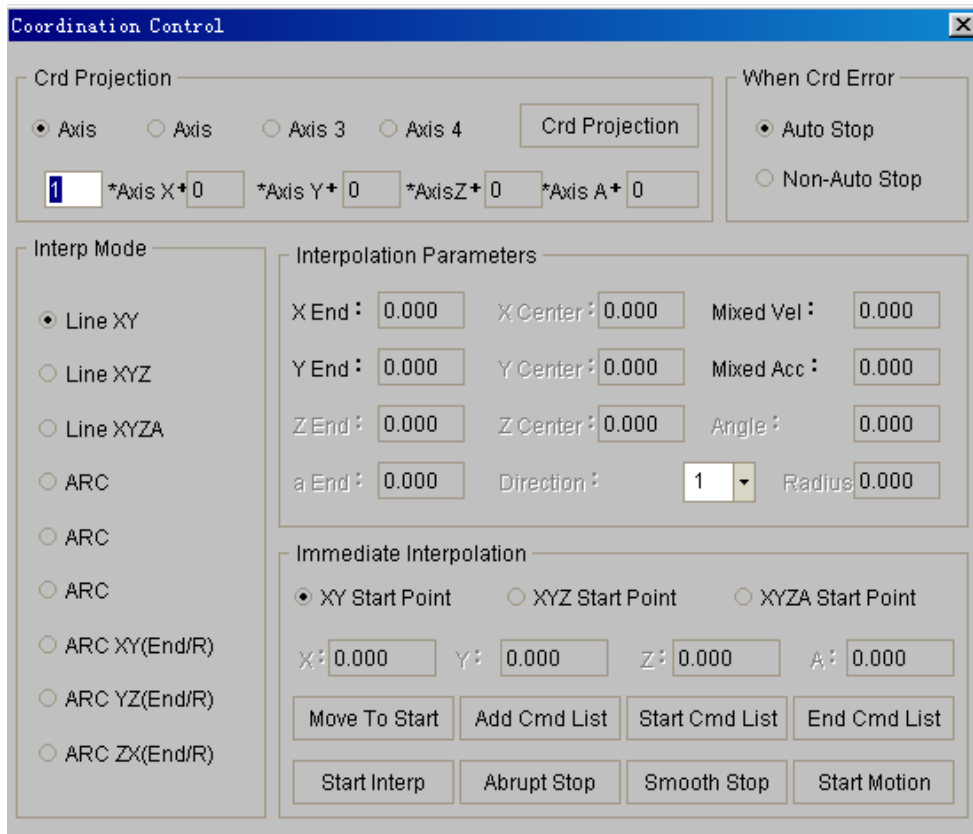 Coordination Control
Crd Projection
Axis Axis Axis 3 Axis 4 Crd Projection
1 *Axis X+ 0 *Axis Y+ 0 *AxisZ+ 0 *Axis A+ 0
When Crd Error
Auto Stop
Non-Auto Stop
Interp Mode
Line XY
Line XYZ
Line XYZA
ARC
ARC
ARC
ARC XY(End/R)
ARC YZ(End/R)
ARC ZX(End/R)
Interpolation Parameters
X End: 0.000 X Center: 0.000 Mixed Vel: 0.000
Y End: 0.000 Y Center: 0.000 Mixed Acc: 0.000
Z End: 0.000 Z Center: 0.000 Angle: 0.000
a End: 0.000 Direction: 1 Radius 0.000
Immediate Interpolation
XY Start Point XYZ Start Point XYZA Start Point
X: 0.000 Y: 0.000 Z: 0.000 A: 0.000
Move To Start Add Cmd List Start Cmd List End Cmd List
Start Interp Abrupt Stop Smooth Stop Start Motion